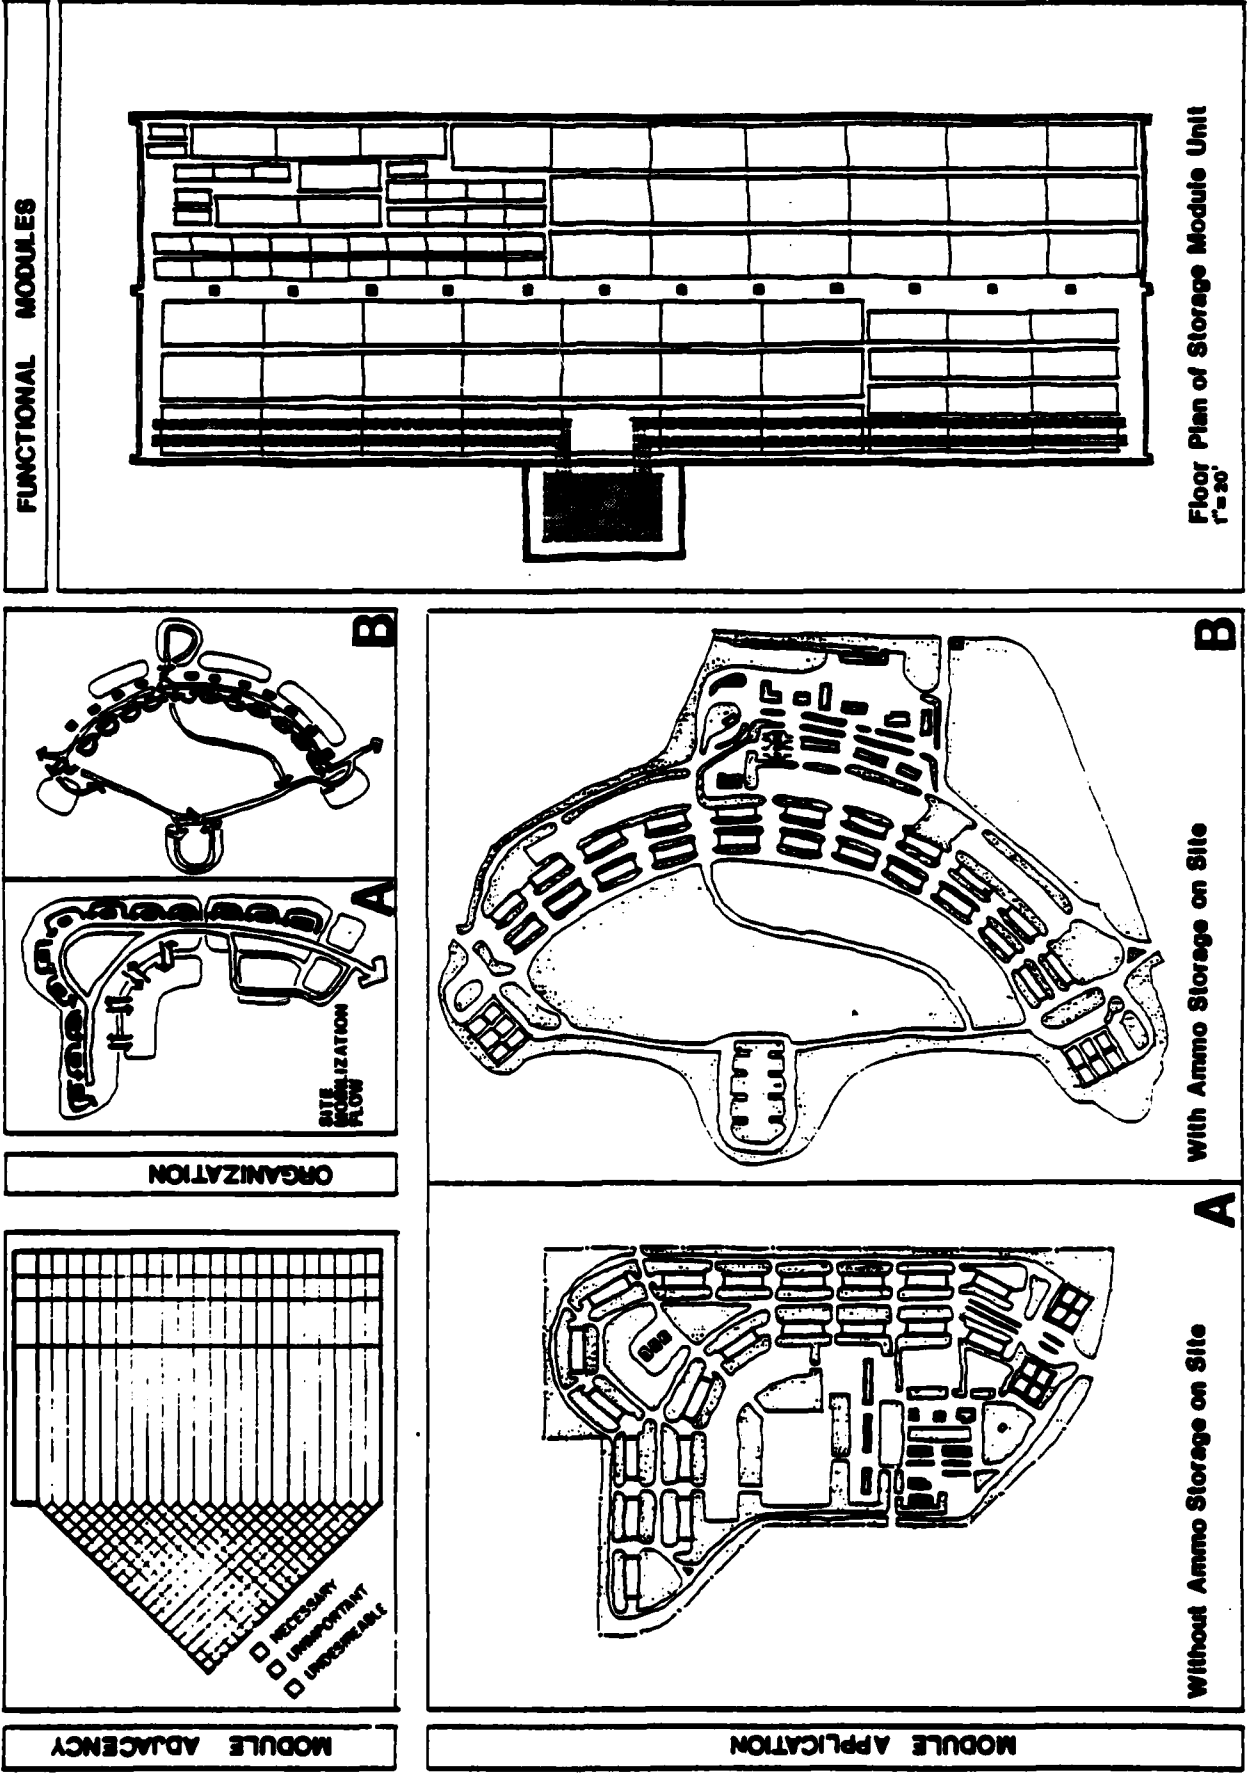 FUNCTIONAL MODULES
Floor Plan of Storage Module Unit
1"=20'
B
A
SITE
MOBILIZATION
FLOW
ORGANIZATION
B
With Ammo Storage on Site
A
Without Ammo Storage on Site
NECESSARY
UNIMPORTANT
UNDESIREABLE
MODULE ADJACENCY
MODULE APPLICATION